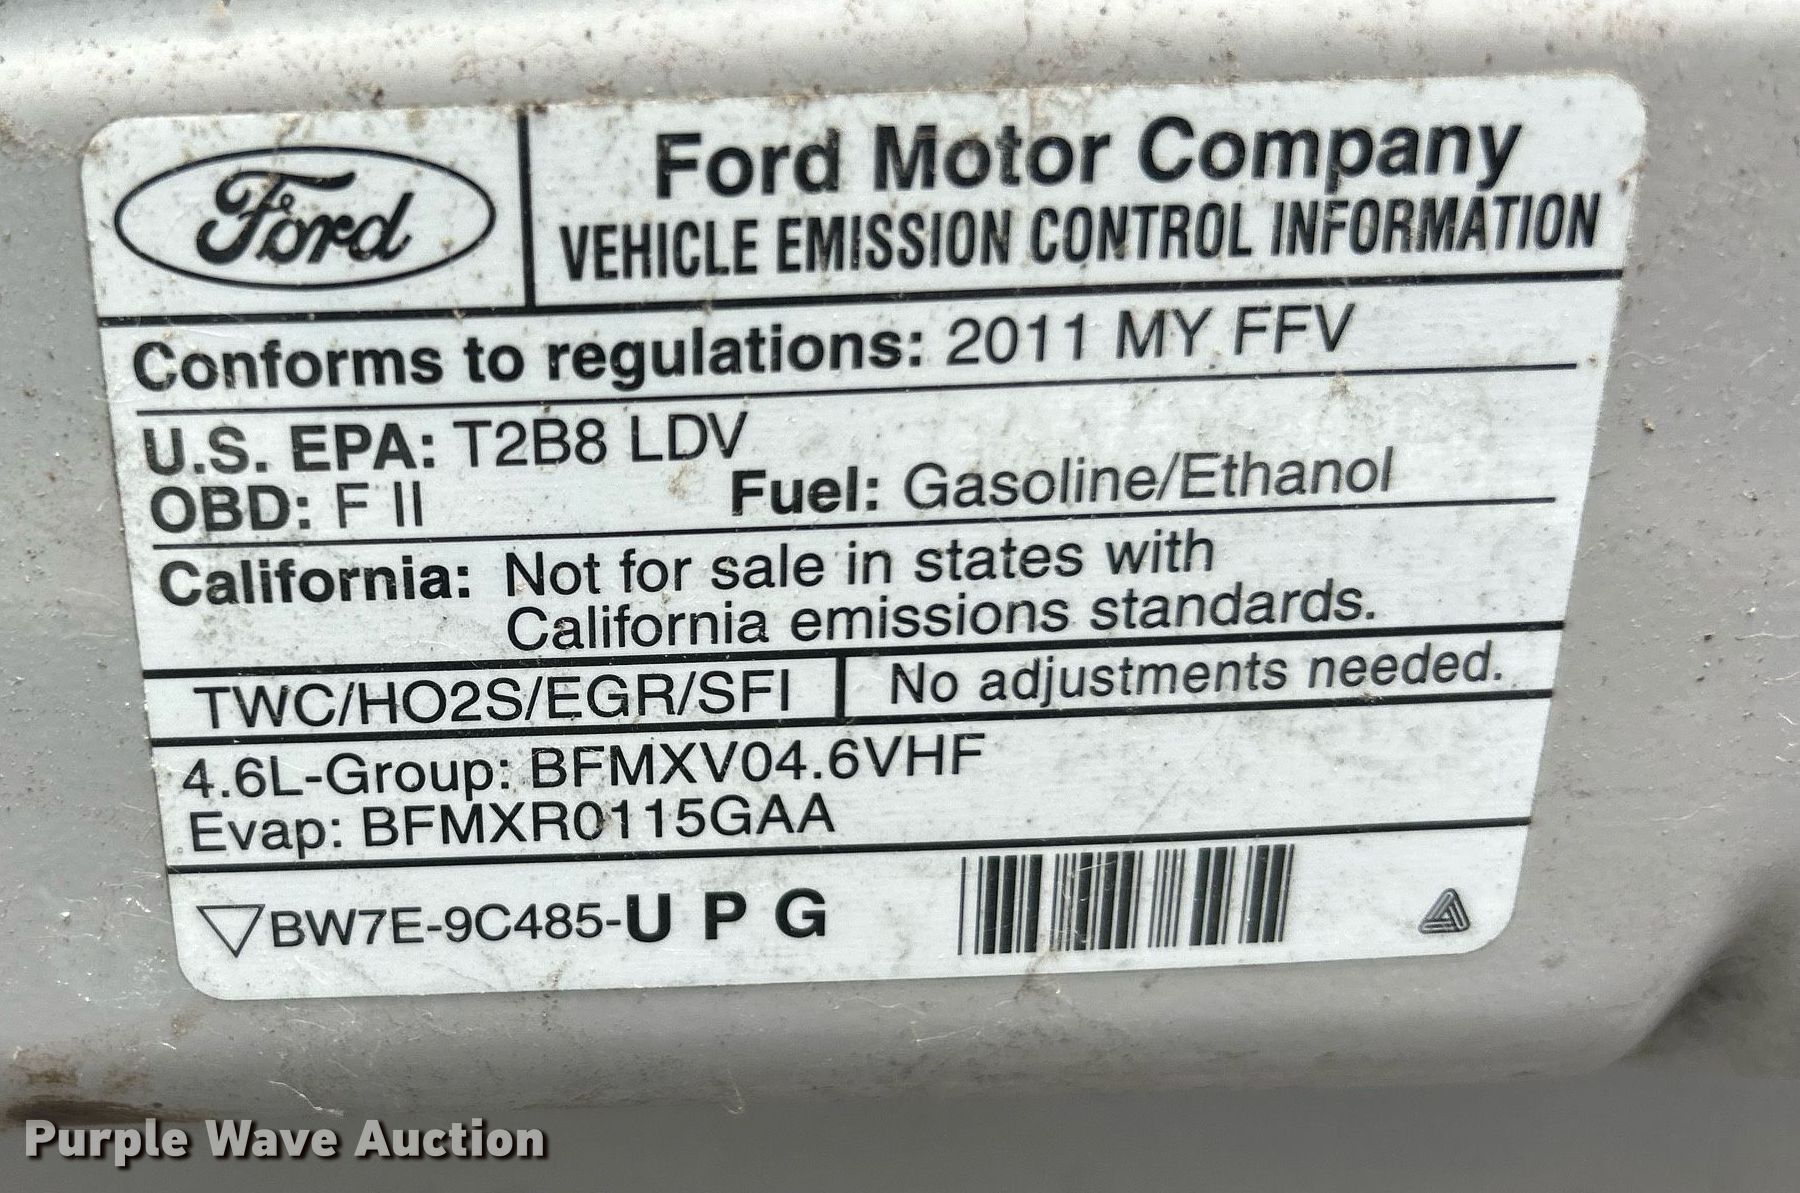 Ford
Ford Motor Company
VEHICLE EMISSION CONTROL INFORMATION
Conforms to regulations: 2011 MY FFV
U.S. EPA: T2B8 LDV
OBD: F II
Fuel: Gasoline/Ethanol
California: Not for sale in states with
California emissions standards.
TWC/HO2S/EGR/SFI
No adjustments needed.
4.6L-Group: BFMXV04.6VHF
Evap: BFMXR0115GAA
BW7E-9C485-U P G
Purple Wave Auction